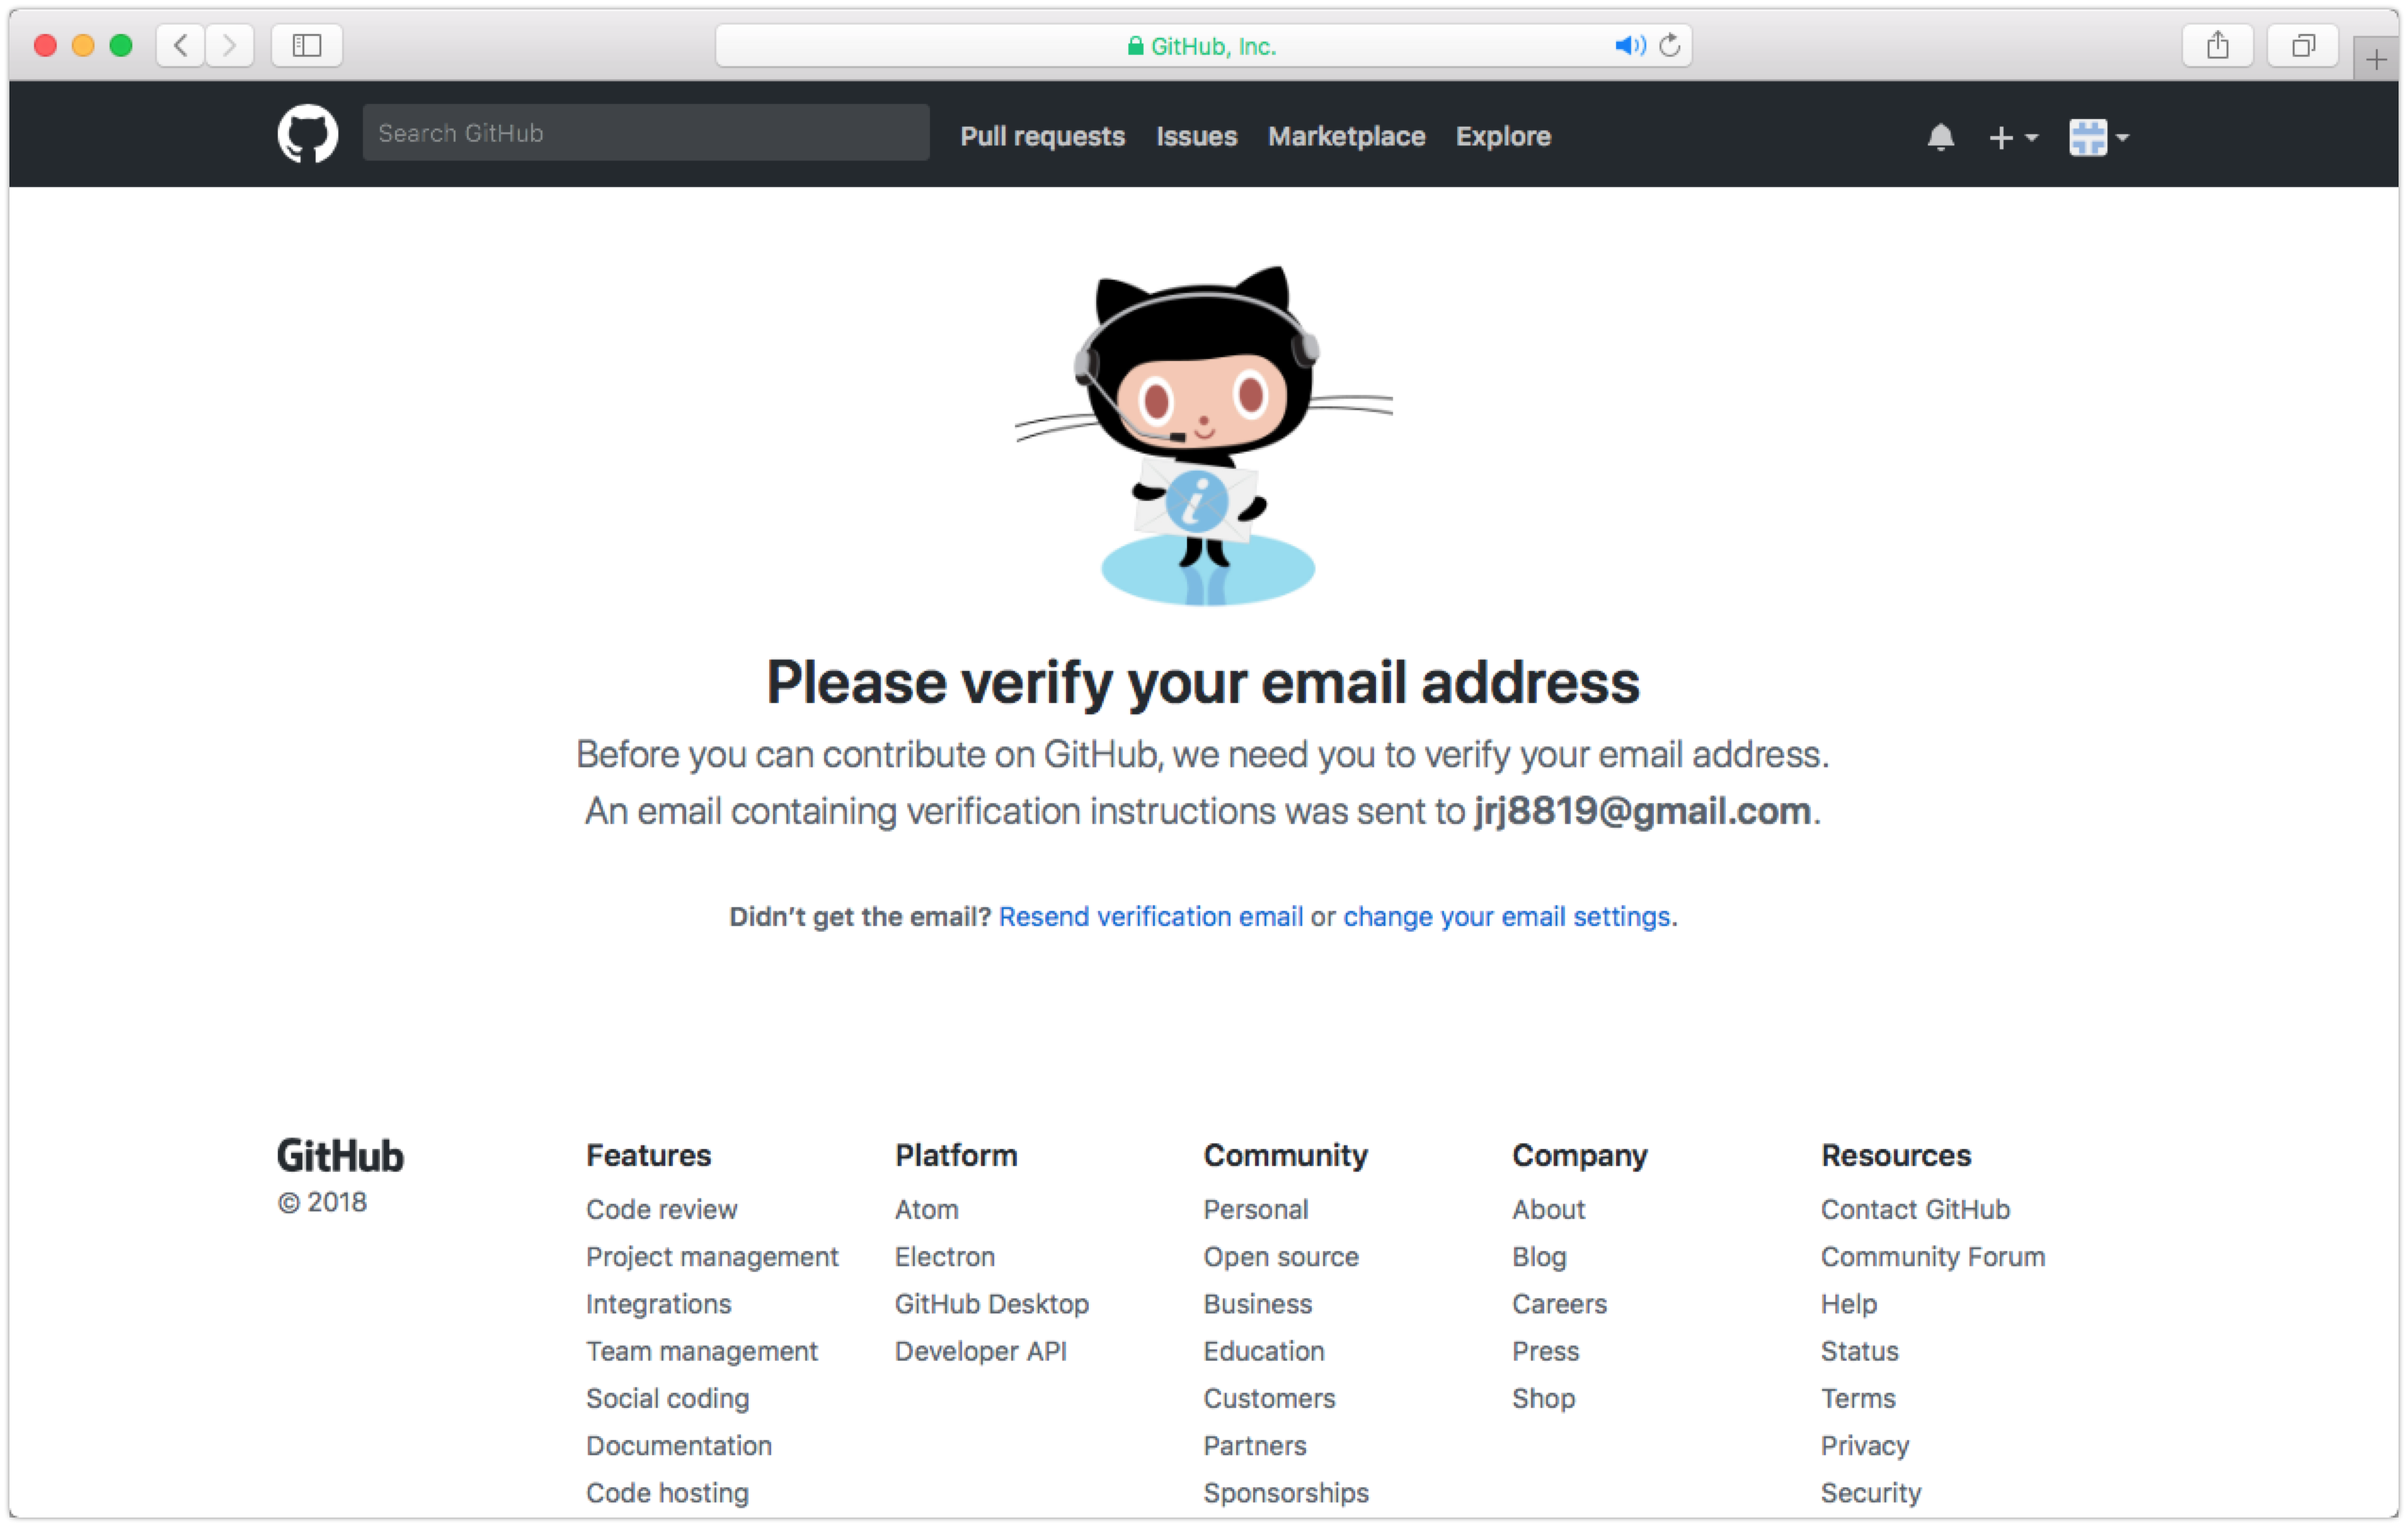 GitHub, Inc.
Search GitHub
Pull requests Issues Marketplace Explore
i
Please verify your email address
Before you can contribute on GitHub, we need you to verify your email address.
An email containing verification instructions was sent to jrj8819@gmail.com.
Didn’t get the email? Resend verification email or change your email settings.
GitHub
© 2018
Features
Code review
Project management
Integrations
Team management
Social coding
Documentation
Code hosting
Platform
Atom
Electron
GitHub Desktop
Developer API
Community
Personal
Open source
Business
Education
Customers
Partners
Sponsorships
Company
About
Blog
Careers
Press
Shop
Resources
Contact GitHub
Community Forum
Help
Status
Terms
Privacy
Security